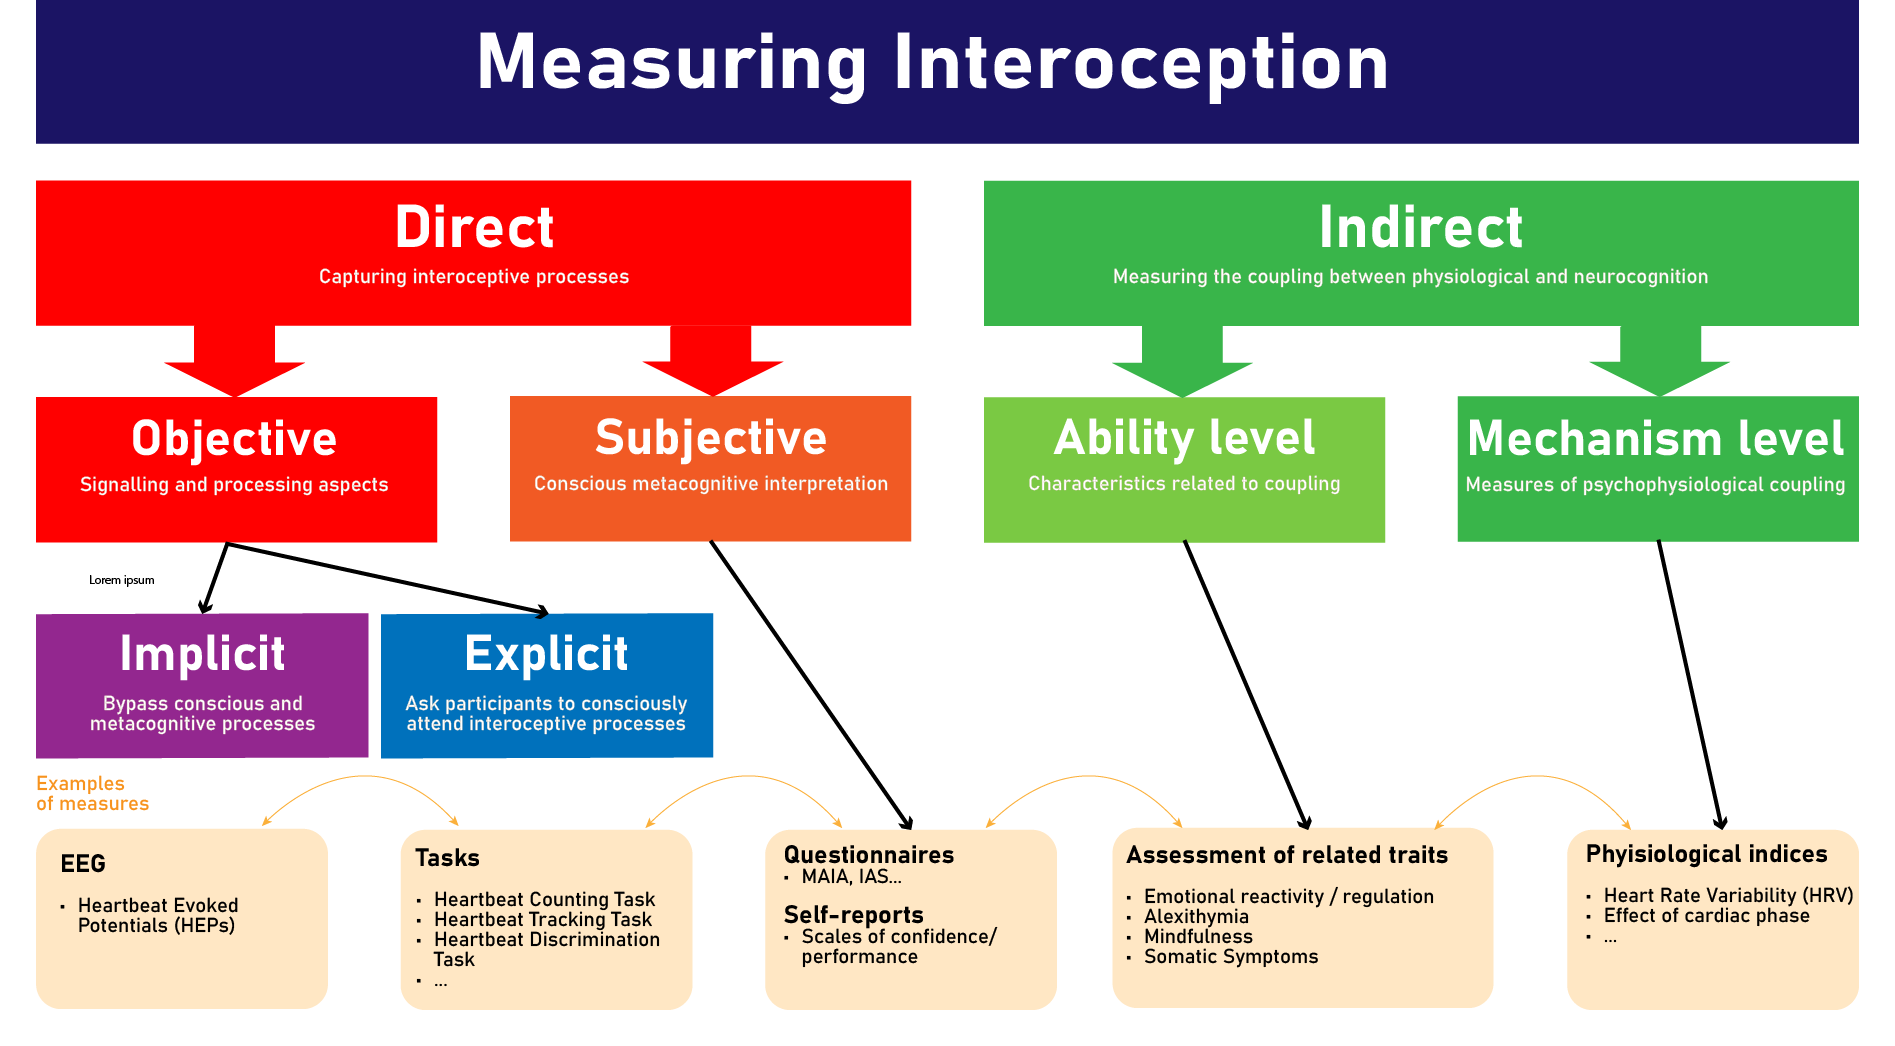 Measuring Interoception
Direct
Capturing interoceptive processes
Indirect
Measuring the coupling between physiological and neurocognition
Objective
Signalling and processing aspects
Subjective
Conscious metacognitive interpretation
Ability level
Characteristics related to coupling
Mechanism level
Measures of psychophysiological coupling
Lorem ipsum
Implicit
Bypass conscious and
metacognitive processes
Explicit
Ask participants to consciously
attend interoceptive processes
Examples
of measures
EEG
▪ Heartbeat Evoked
Potentials (HEPs)
Tasks
▪ Heartbeat Counting Task
▪ Heartbeat Tracking Task
▪ Heartbeat Discrimination
Task
▪ ...
Questionnaires
▪ MAIA, IAS...
Self-reports
▪ Scales of confidence/
performance
Assessment of related traits
▪ Emotional reactivity / regulation
▪ Alexithymia
▪ Mindfulness
▪ Somatic Symptoms
Phyisiological indices
▪ Heart Rate Variability (HRV)
▪ Effect of cardiac phase
▪ ...